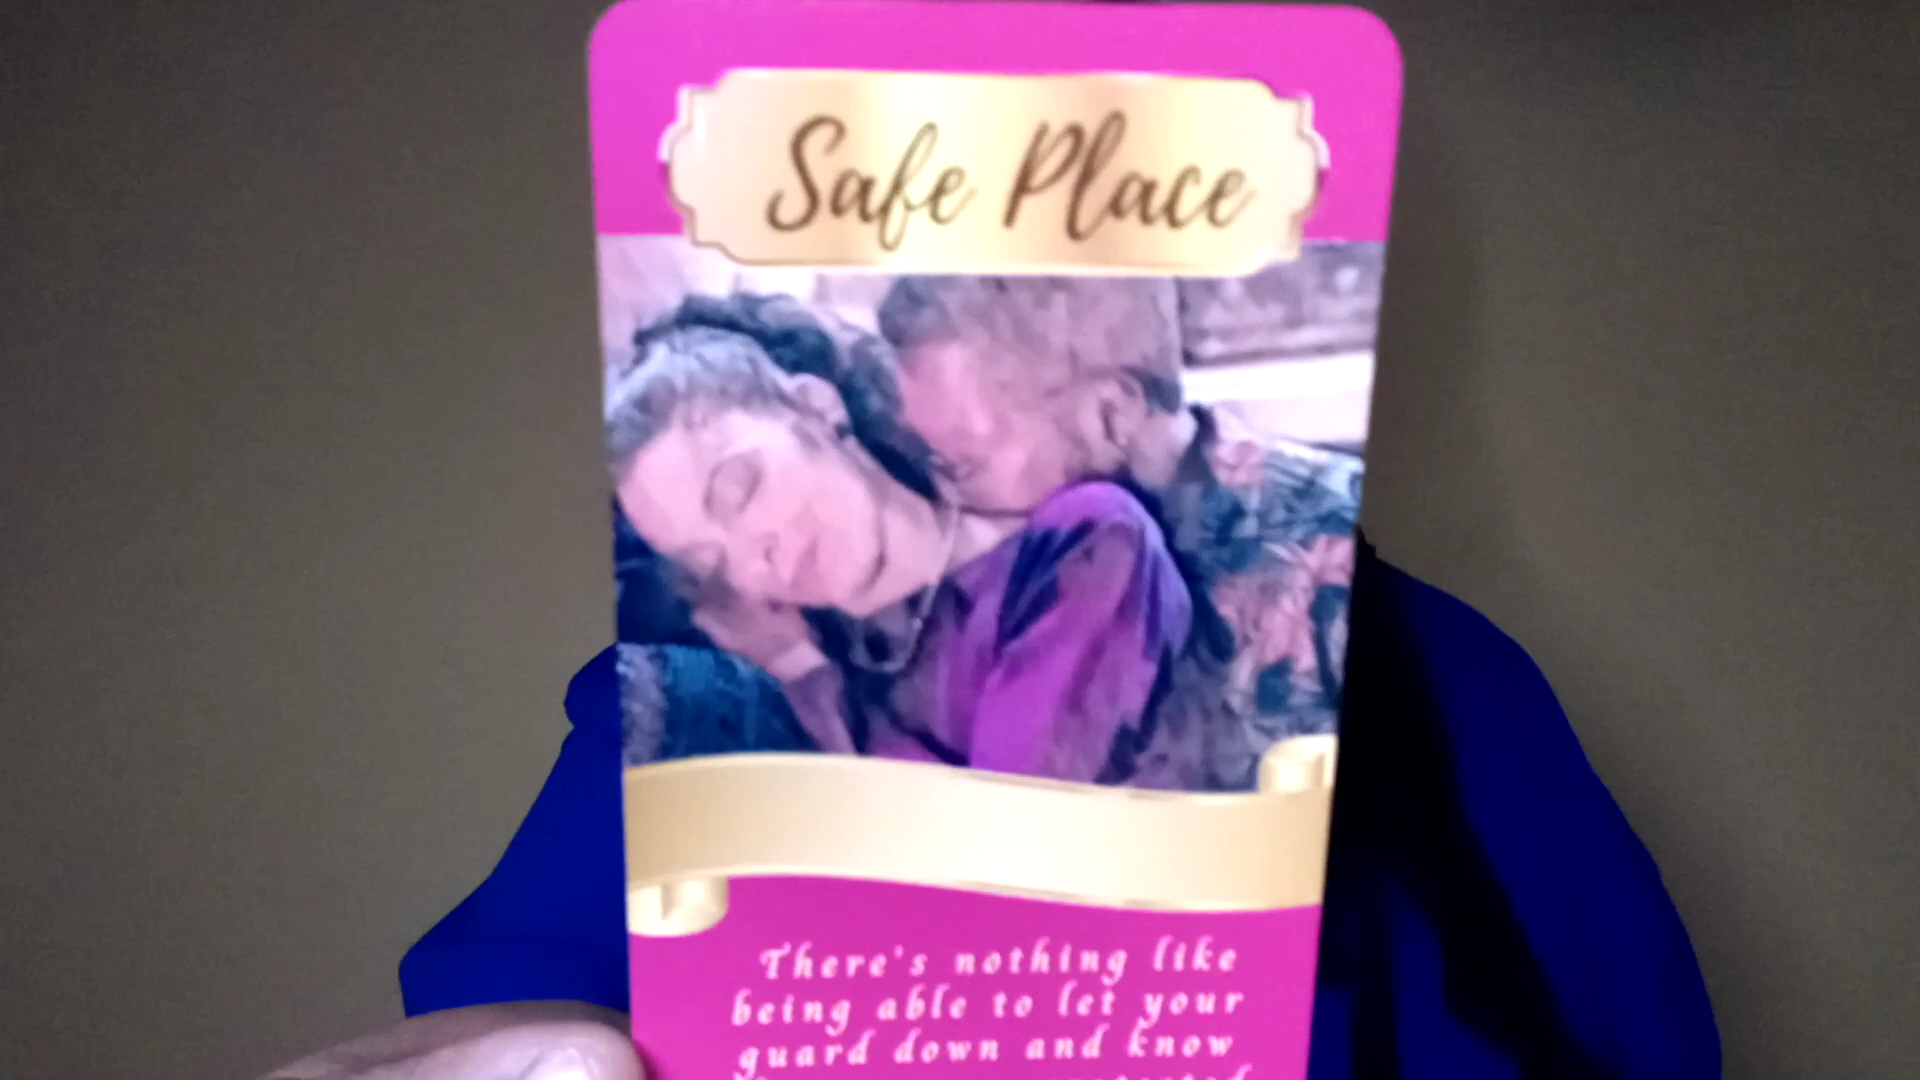 Safe Place
There's nothing like
being able to let your
guard down and know